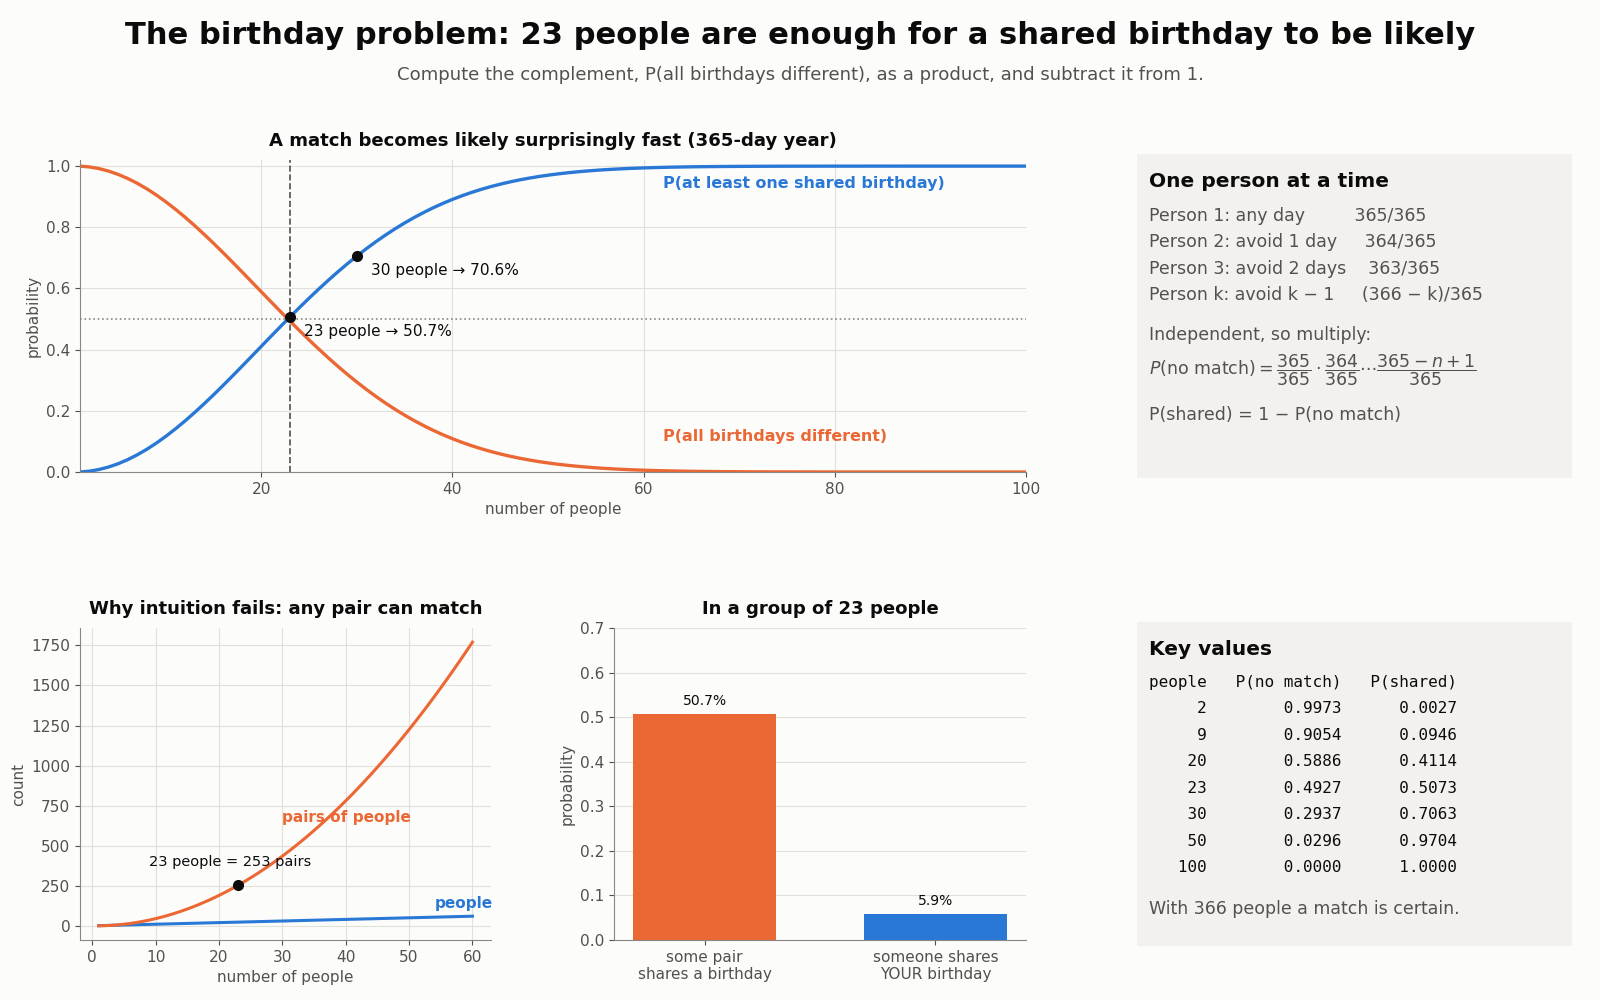 The birthday problem: 23 people are enough for a shared birthday to be likely
Compute the complement, P(all birthdays different), as a product, and subtract it from 1.
A match becomes likely surprisingly fast (365-day year)
probability
1.0
0.8
0.6
0.4
0.2
0.0
P(at least one shared birthday)
30 people → 70.6%
23 people → 50.7%
P(all birthdays different)
20 40 60 80 100
number of people
One person at a time
Person 1: any day 365/365
Person 2: avoid 1 day 364/365
Person 3: avoid 2 days 363/365
Person k: avoid k − 1 (366 − k)/365
Independent, so multiply:
P(no match) = 365/365 · 364/365 ··· 365 − n + 1/365
P(shared) = 1 − P(no match)
Why intuition fails: any pair can match
count
1750
1500
1250
1000
750
500
250
0
pairs of people
23 people = 253 pairs
people
0 10 20 30 40 50 60
number of people
In a group of 23 people
probability
0.7
0.6
0.5
0.4
0.3
0.2
0.1
0.0
50.7%
5.9%
some pair
shares a birthday
someone shares
YOUR birthday
Key values
people P(no match) P(shared)
2 0.9973 0.0027
9 0.9054 0.0946
20 0.5886 0.4114
23 0.4927 0.5073
30 0.2937 0.7063
50 0.0296 0.9704
100 0.0000 1.0000
With 366 people a match is certain.